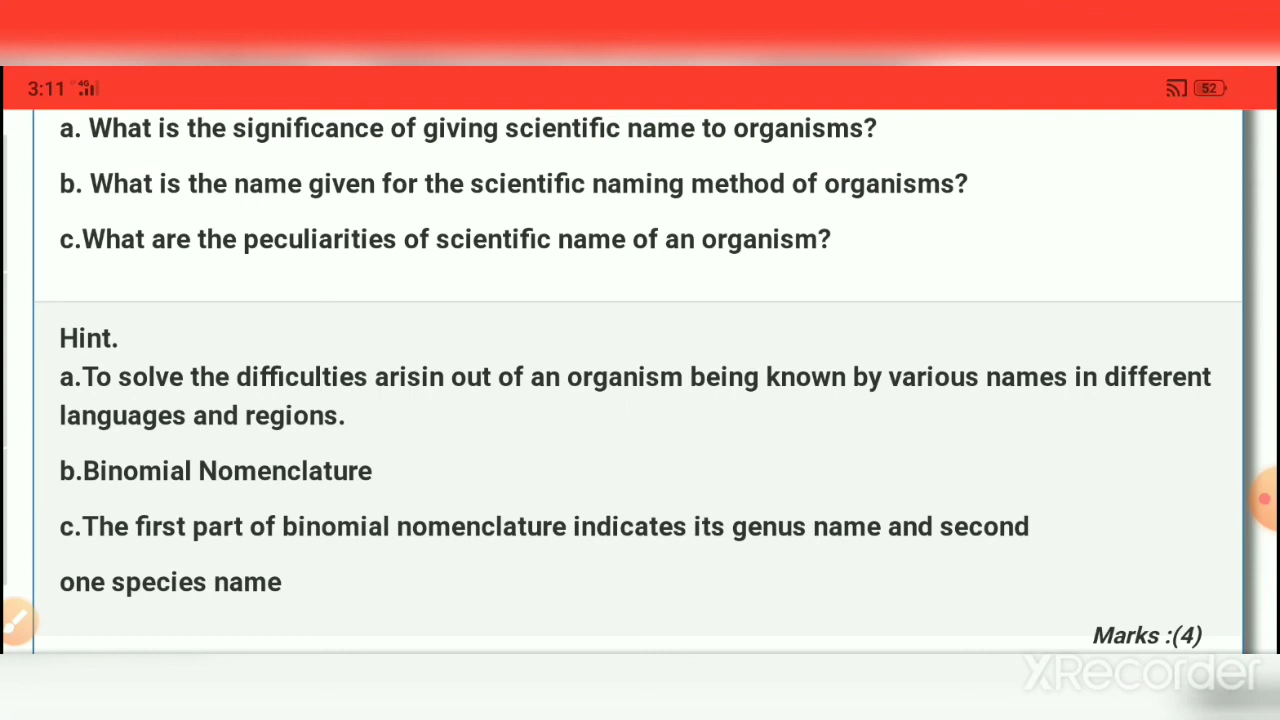 3:11 4G 52
a. What is the significance of giving scientific name to organisms?
b. What is the name given for the scientific naming method of organisms?
c.What are the peculiarities of scientific name of an organism?
Hint.
a.To solve the difficulties arisin out of an organism being known by various names in different
languages and regions.
b.Binomial Nomenclature
c.The first part of binomial nomenclature indicates its genus name and second
one species name
Marks :(4)
XRecorder